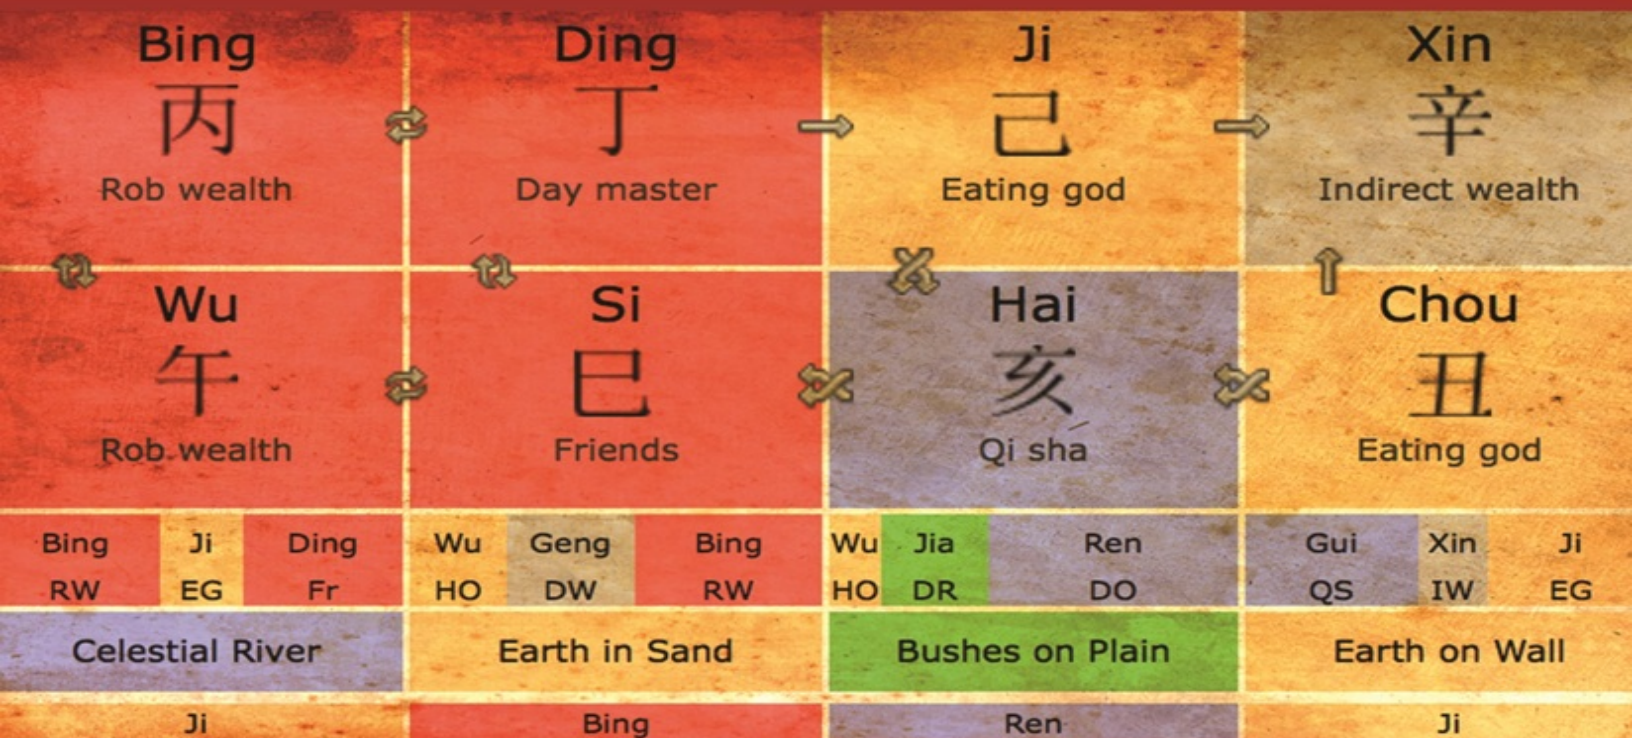 Bing Ding Ji Xin
丙 丁 己 辛
Rob wealth Day master Eating god Indirect wealth
Wu Si Hai Chou
午 巳 亥 丑
Rob wealth Friends Qi sha Eating god
Bing Ji Ding Wu Geng Bing Wu Jia Ren Gui Xin Ji
RW EG Fr HO DW RW HO DR DO QS IW EG
Celestial River Earth in Sand Bushes on Plain Earth on Wall
Ji Bing Ren Ji